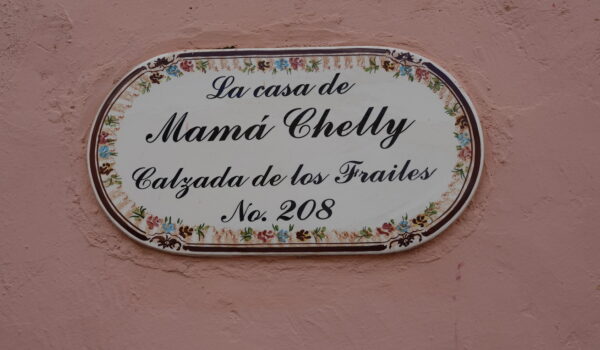 La casa de
Mamá Chelly
Calzada de los Frailes
No. 208